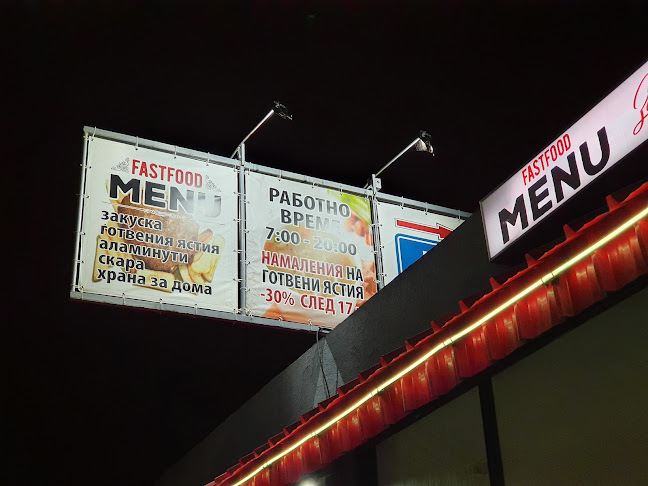 FASTFOOD
MENU
закуска
готвения ястия
аламинути
скара
храна за дома
РАБОТНО
ВРЕМЕ
7:00 - 20:00
НАМАЛЕНИЯ НА
ГОТВЕНИ ЯСТИЯ
-30% СЛЕД 17
FASTFOOD
MENU